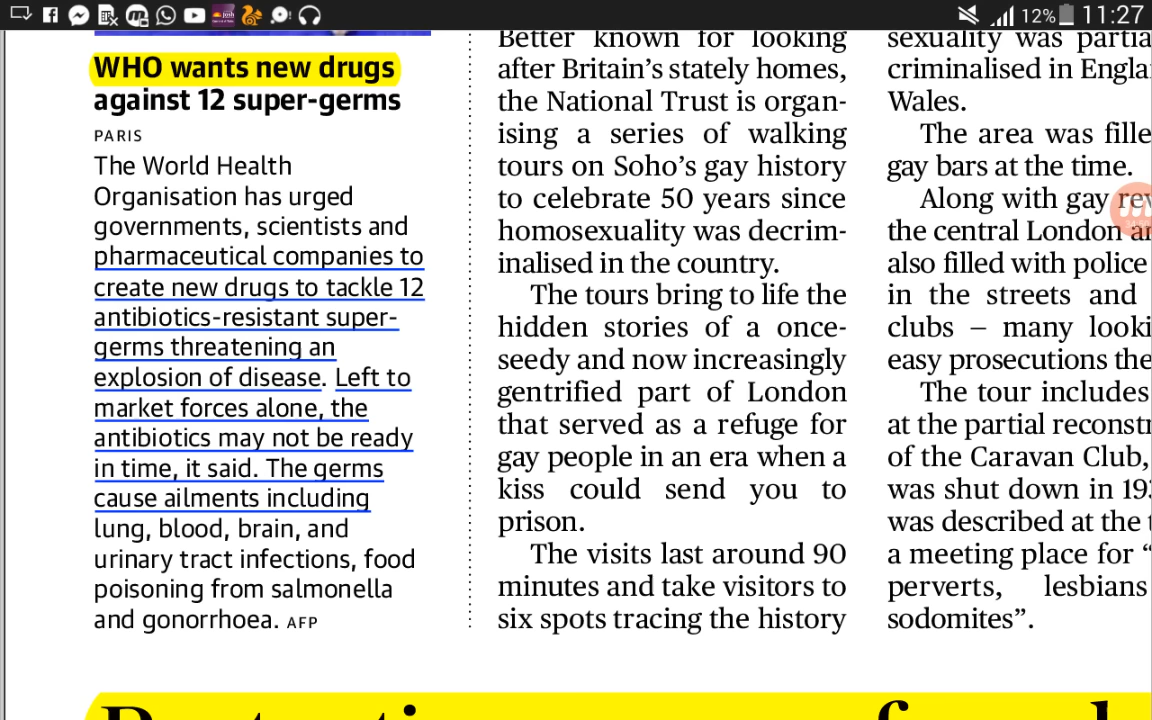 12% 11:27
WHO wants new drugs
against 12 super-germs
PARIS
The World Health
Organisation has urged
governments, scientists and
pharmaceutical companies to
create new drugs to tackle 12
antibiotics-resistant super-
germs threatening an
explosion of disease. Left to
market forces alone, the
antibiotics may not be ready
in time, it said. The germs
cause ailments including
lung, blood, brain, and
urinary tract infections, food
poisoning from salmonella
and gonorrhoea. AFP
Better known for looking
after Britain's stately homes,
the National Trust is organ-
ising a series of walking
tours on Soho's gay history
to celebrate 50 years since
homosexuality was decrim-
inalised in the country.
The tours bring to life the
hidden stories of a once-
seedy and now increasingly
gentrified part of London
that served as a refuge for
gay people in an era when a
kiss could send you to
prison.
The visits last around 90
minutes and take visitors to
six spots tracing the history
sexuality was
criminalised in
Wales.
The area was
gay bars at the time.
Along with gay
the central London
also filled with police
in the streets and
clubs – many
easy prosecutions
The tour includes
at the partial
of the Caravan Club,
was shut down in
was described at the
a meeting place for “
perverts, lesbians
sodomites”.